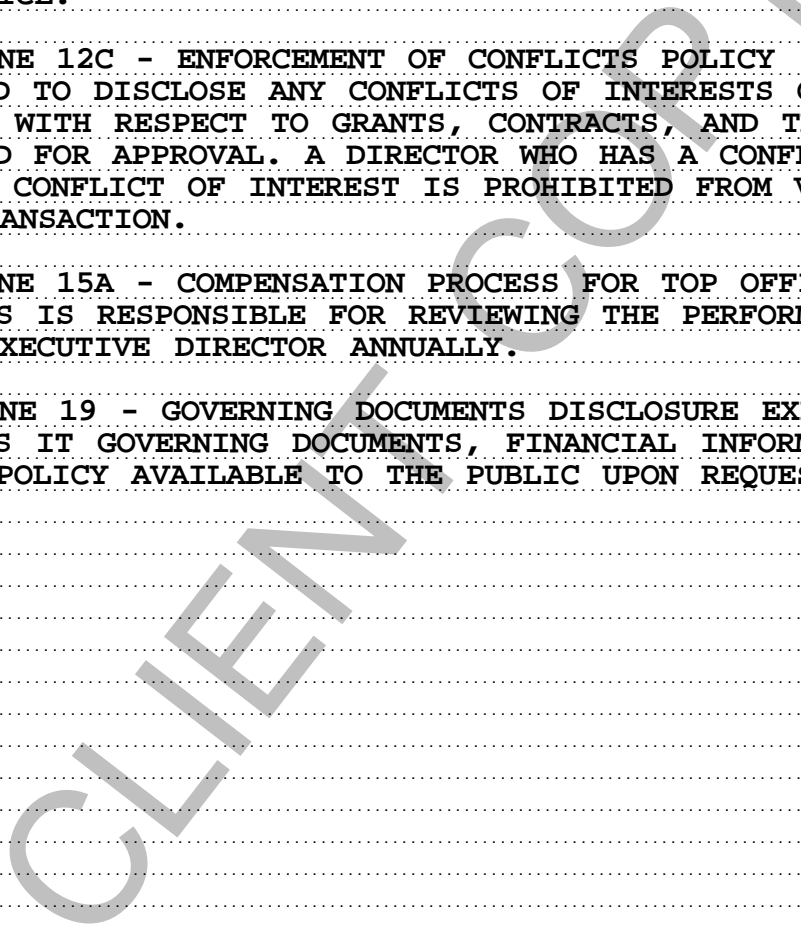 NE 12C - ENFORCEMENT OF CONFLICTS POLICY
D TO DISCLOSE ANY CONFLICTS OF INTERESTS
WITH RESPECT TO GRANTS, CONTRACTS, AND T
D FOR APPROVAL. A DIRECTOR WHO HAS A CONF
CONFLICT OF INTEREST IS PROHIBITED FROM V
ANSACTION.
NE 15A - COMPENSATION PROCESS FOR TOP OFF
S IS RESPONSIBLE FOR REVIEWING THE PERFOR
XECUTIVE DIRECTOR ANNUALLY.
NE 19 - GOVERNING DOCUMENTS DISCLOSURE EX
S IT GOVERNING DOCUMENTS, FINANCIAL INFOR
POLICY AVAILABLE TO THE PUBLIC UPON REQUES
CLIENT COP